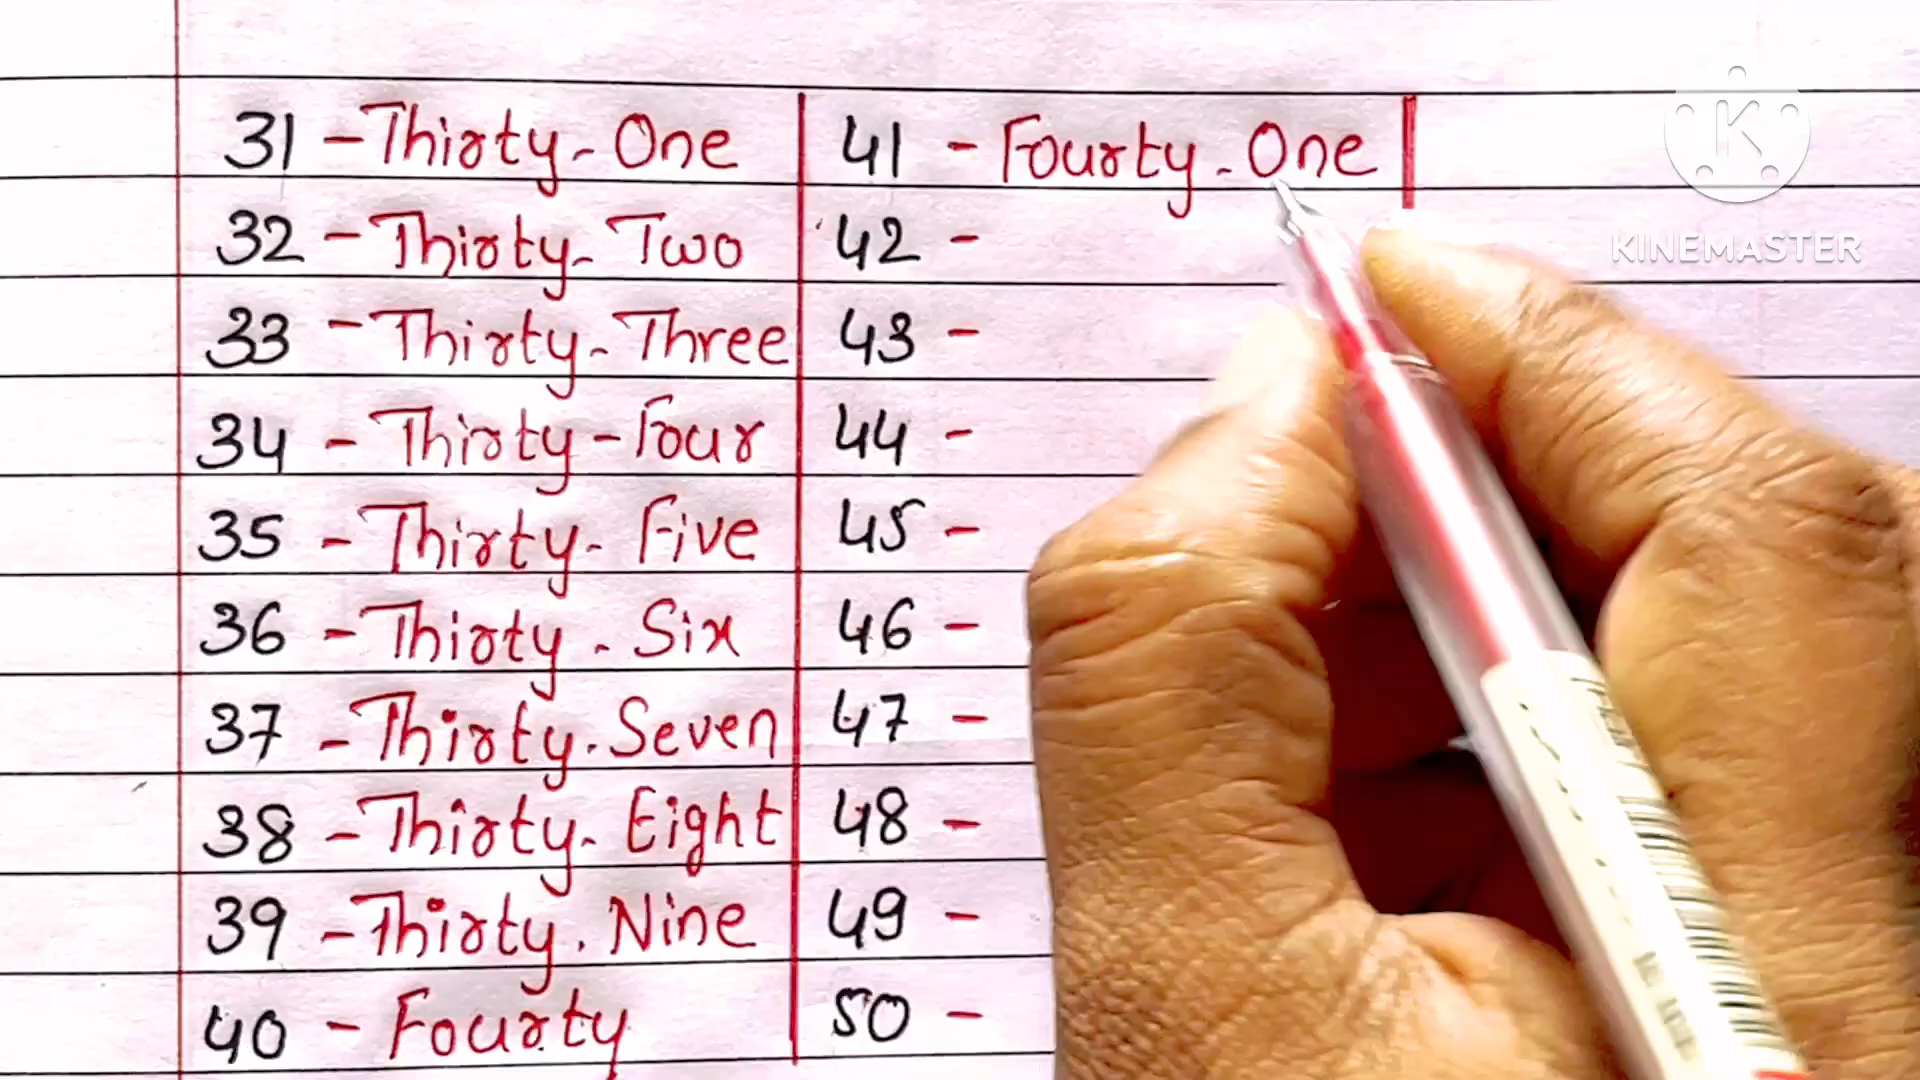 31 - Thirty - One
32 - Thirty - Two
33 - Thirty - Three
34 - Thirty - Four
35 - Thirty - Five
36 - Thirty - Six
37 - Thirty - Seven
38 - Thirty - Eight
39 - Thirty - Nine
40 - Fourty
41 - Fourty - One
42 -
43 -
44 -
45 -
46 -
47 -
48 -
49 -
50 -
K
KINEMASTER